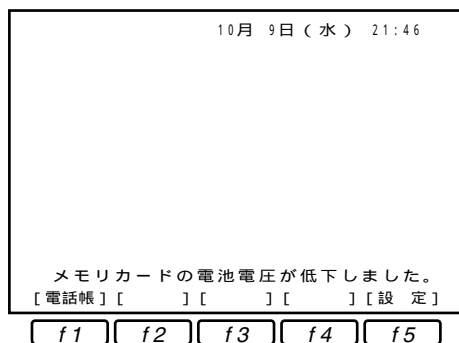 10月 9日(水) 21:46
メモリカードの電池電圧が低下しました。
[電話帳][　　][　　][　　][設 定]
f1 f2 f3 f4 f5